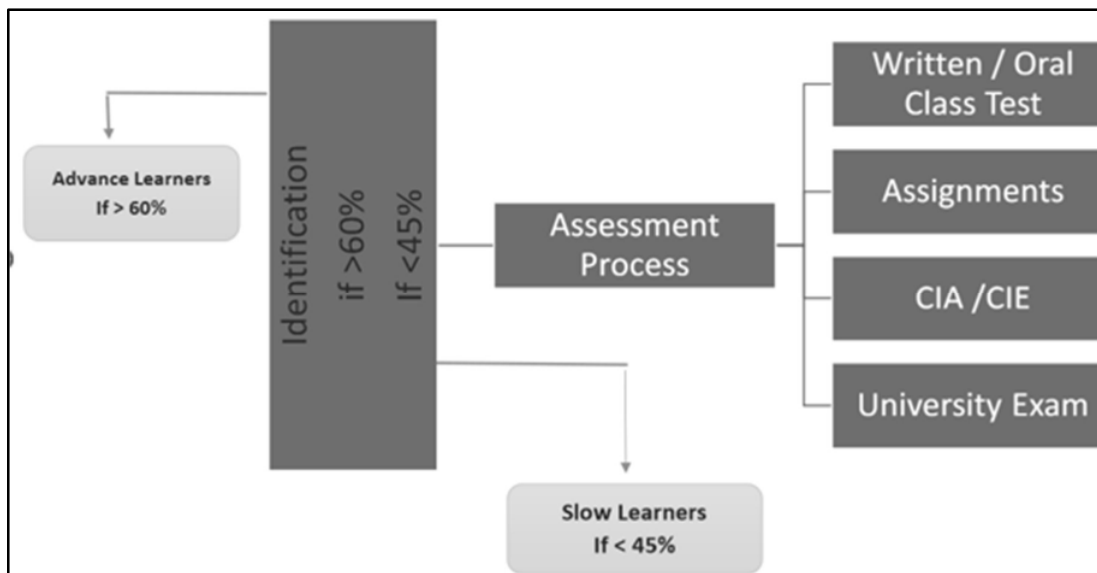 Advance Learners
If > 60%
Identification
if >60%
If <45%
Assessment
Process
Written / Oral
Class Test
Assignments
CIA /CIE
University Exam
Slow Learners
If < 45%